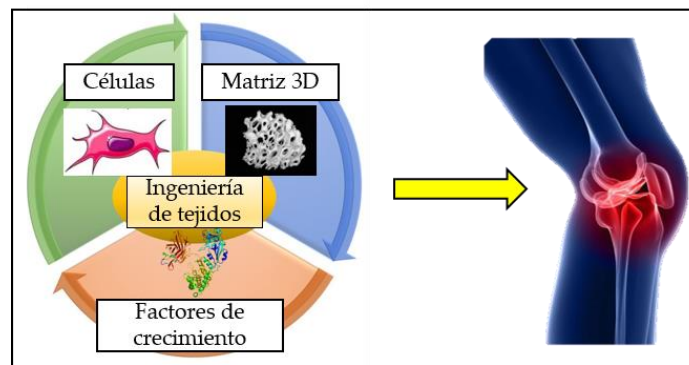 Células
Matriz 3D
Ingeniería
de tejidos
Factores de
crecimiento